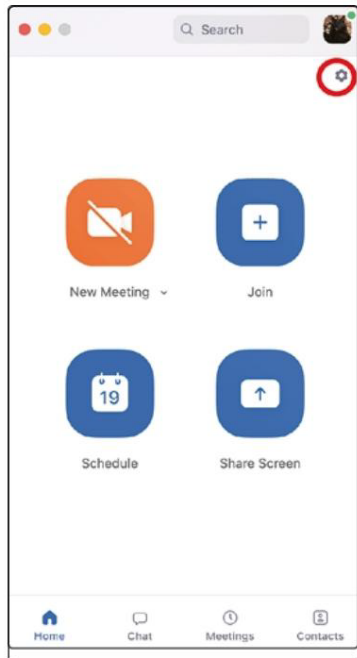 Search
New Meeting
Join
19
Schedule
Share Screen
Home
Chat
Meetings
Contacts